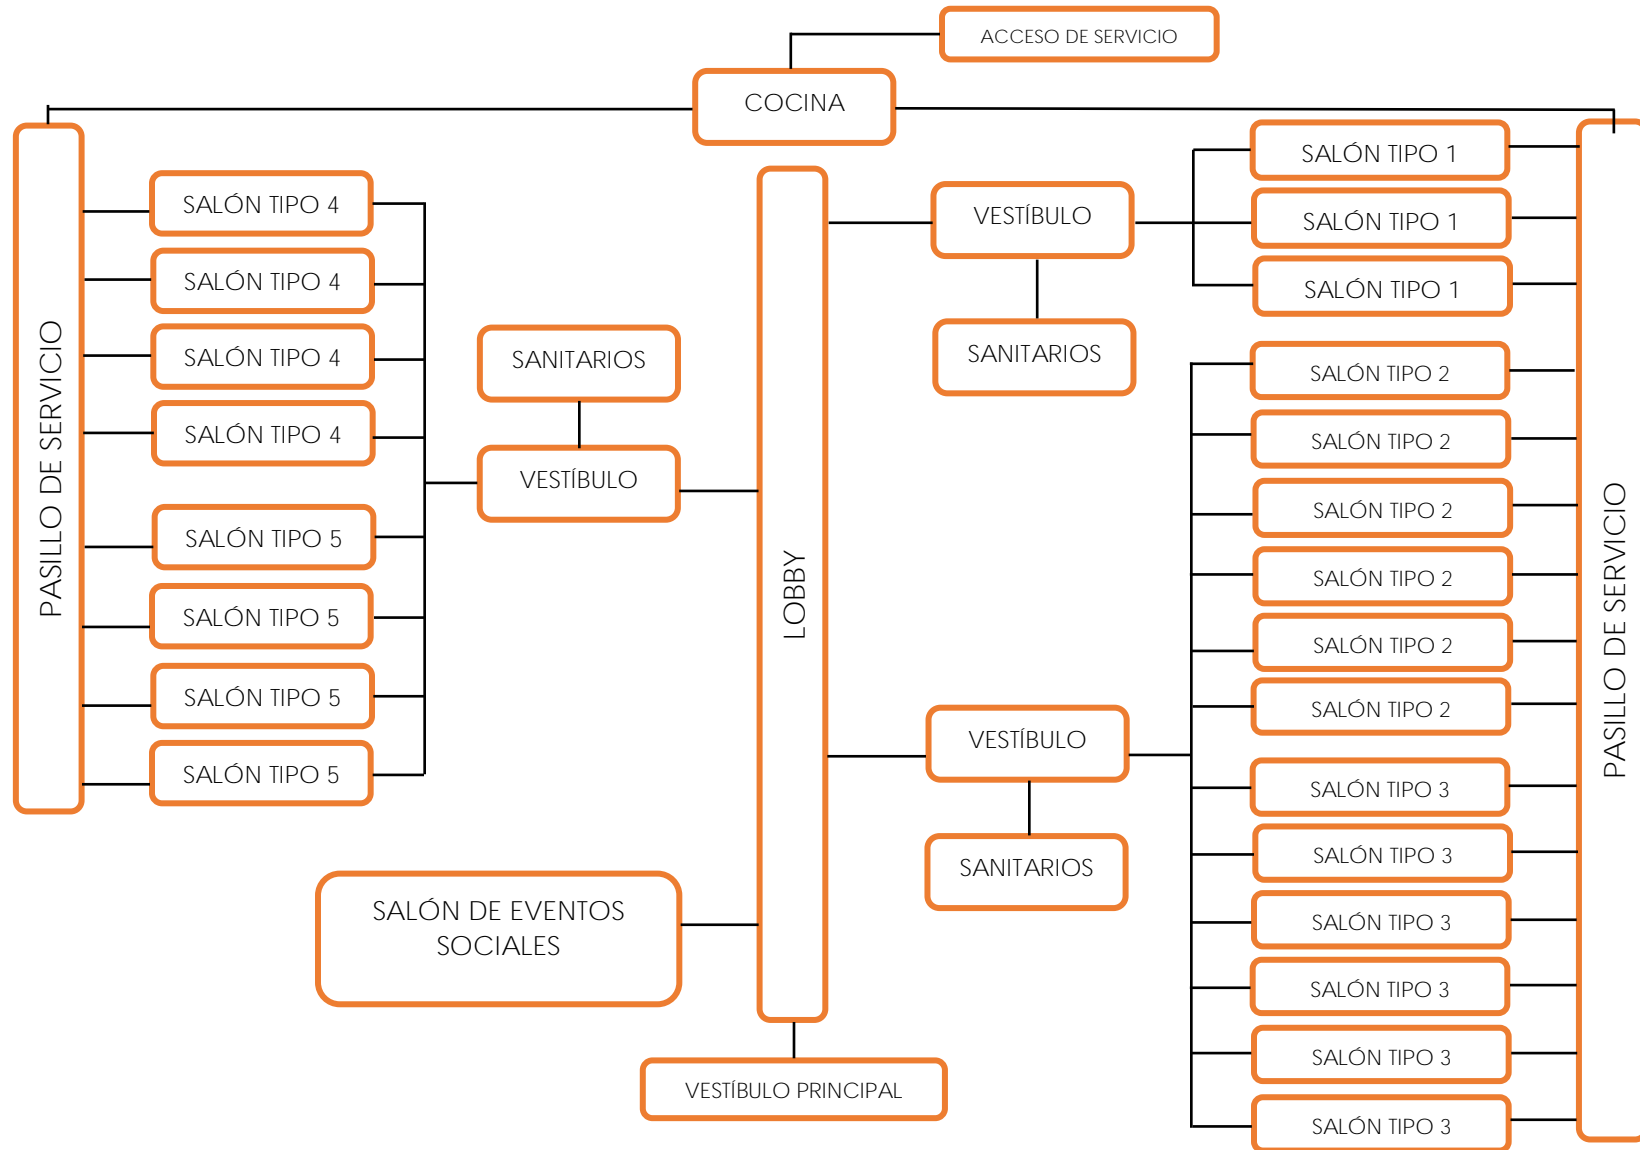 ACCESO DE SERVICIO
COCINA
PASILLO DE SERVICIO
SALÓN TIPO 4
SALÓN TIPO 4
SALÓN TIPO 4
SALÓN TIPO 4
SALÓN TIPO 5
SALÓN TIPO 5
SALÓN TIPO 5
SALÓN TIPO 5
SANITARIOS
VESTÍBULO
SALÓN DE EVENTOS
SOCIALES
LOBBY
VESTÍBULO PRINCIPAL
VESTÍBULO
SANITARIOS
VESTÍBULO
SANITARIOS
SALÓN TIPO 1
SALÓN TIPO 1
SALÓN TIPO 1
SALÓN TIPO 2
SALÓN TIPO 2
SALÓN TIPO 2
SALÓN TIPO 2
SALÓN TIPO 2
SALÓN TIPO 2
SALÓN TIPO 3
SALÓN TIPO 3
SALÓN TIPO 3
SALÓN TIPO 3
SALÓN TIPO 3
SALÓN TIPO 3
PASILLO DE SERVICIO